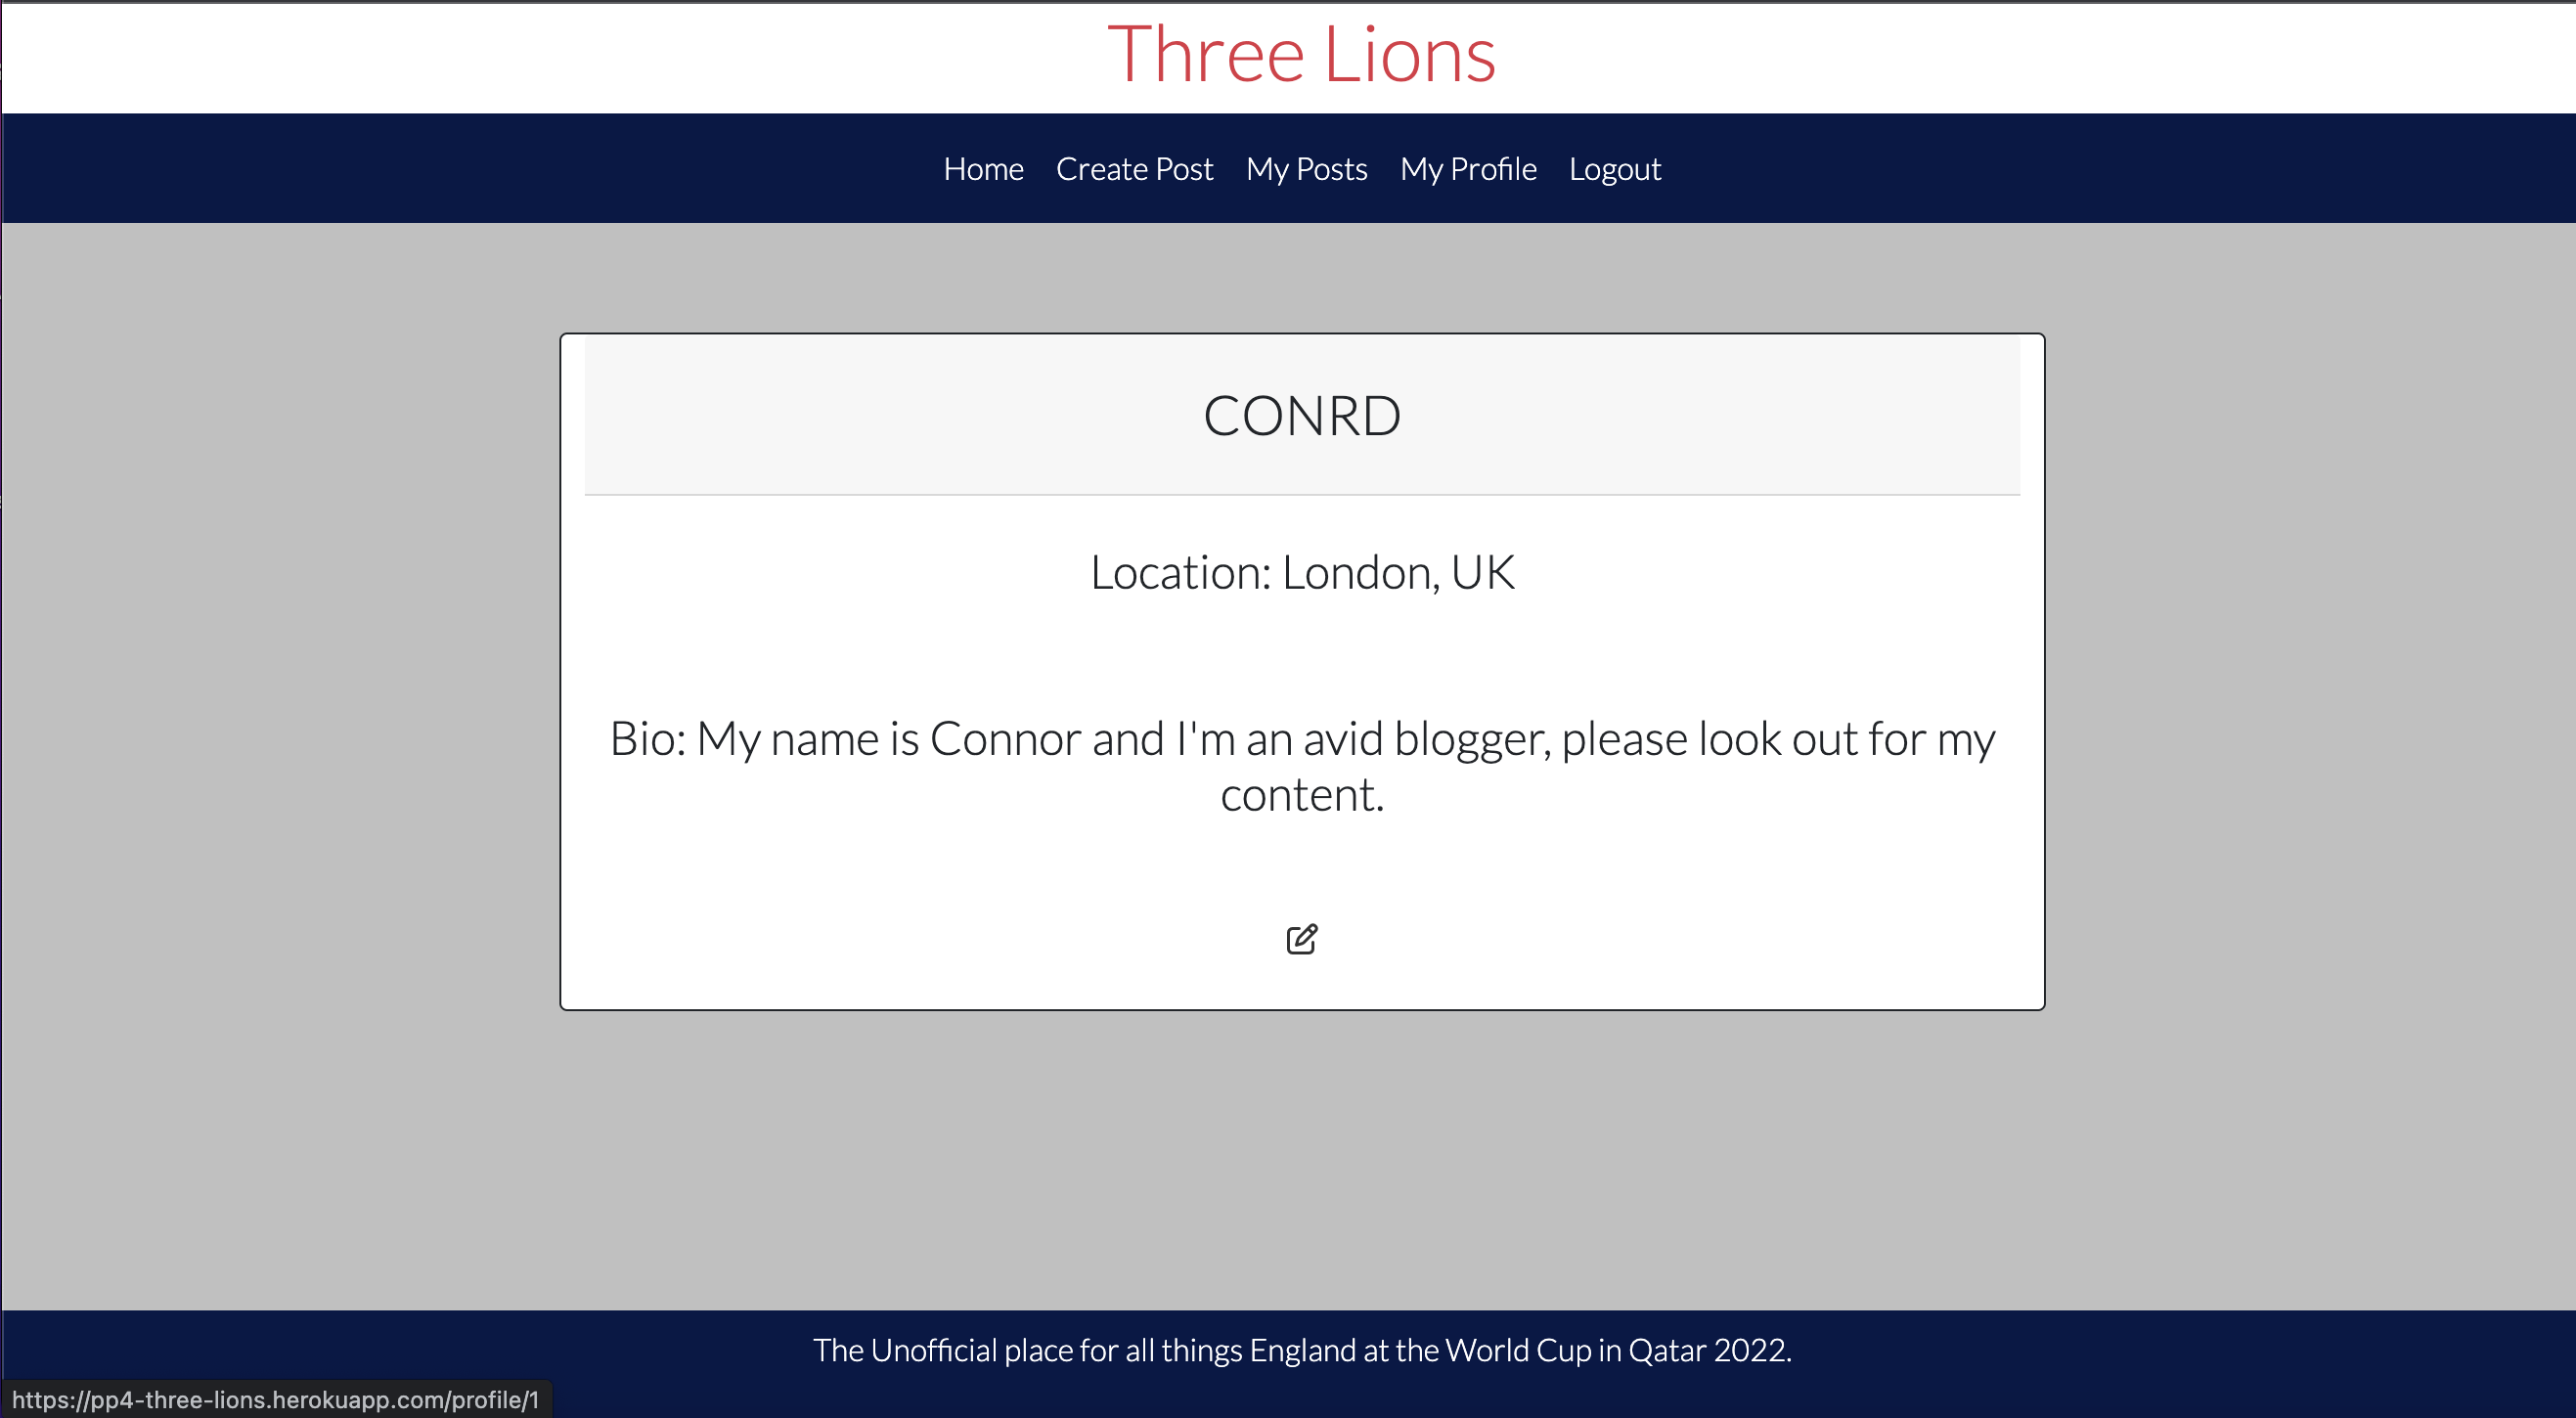 Three Lions
Home Create Post My Posts My Profile Logout
CONRD
Location: London, UK
Bio: My name is Connor and I'm an avid blogger, please look out for my
content.
The Unofficial place for all things England at the World Cup in Qatar 2022.
https://pp4-three-lions.herokuapp.com/profile/1